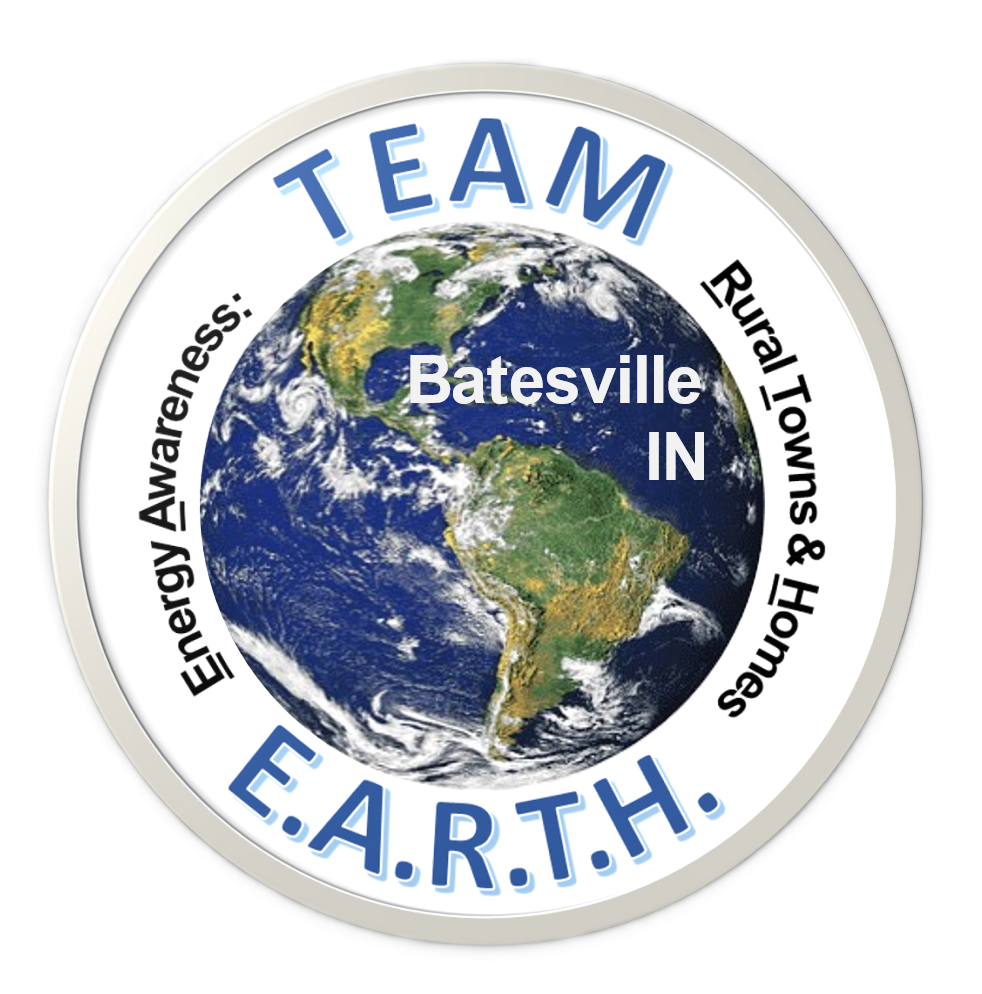 TEAM
Energy Awareness:
Rural Towns & Homes
Batesville
IN
E.A.R.T.H.